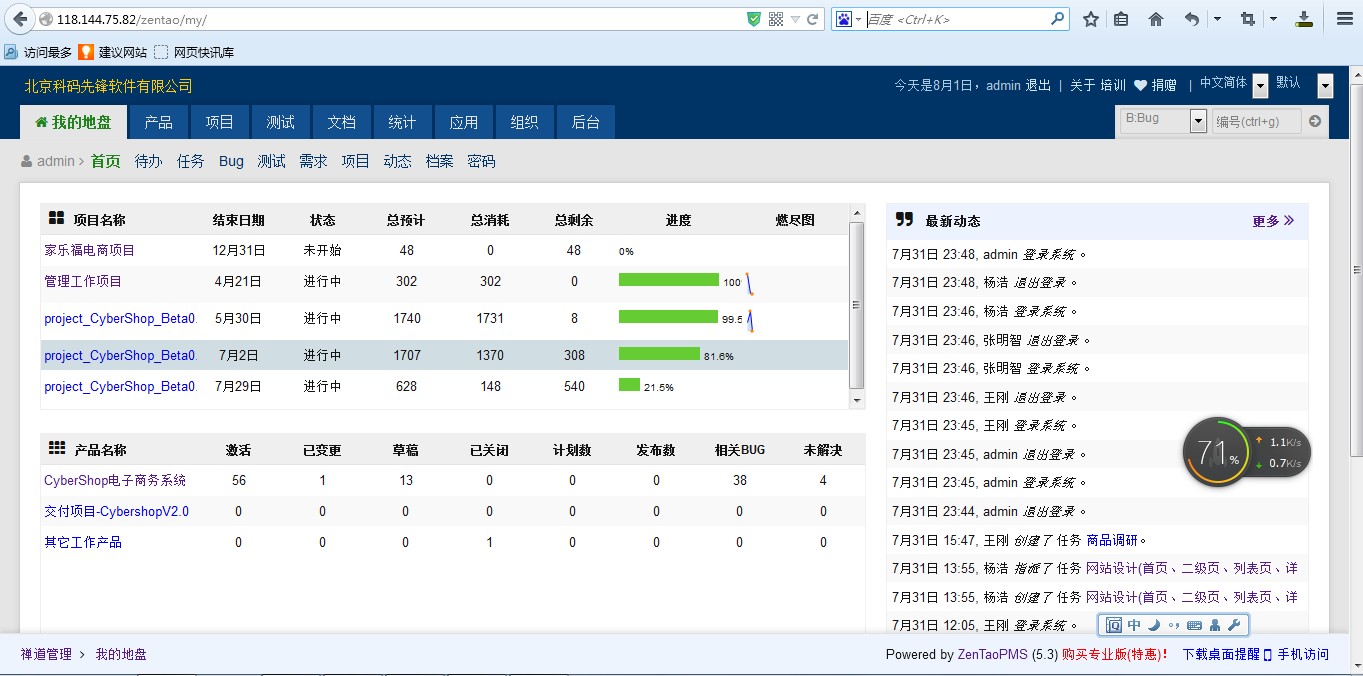 118.144.75.82/zentao/my/ 百度 <Ctrl+K>
访问最多 建议网站 网页快讯库
北京科码先锋软件有限公司 今天是8月1日，admin 退出 | 关于 培训 捐赠 | 中文简体 默认
我的地盘 产品 项目 测试 文档 统计 应用 组织 后台 B:Bug 编号(ctrl+g)
admin > 首页 待办 任务 Bug 测试 需求 项目 动态 档案 密码
项目名称 结束日期 状态 总预计 总消耗 总剩余 进度 燃尽图
家乐福电商项目 12月31日 未开始 48 0 48 0%
管理工作项目 4月21日 进行中 302 302 0 100
project_CyberShop_Beta0. 5月30日 进行中 1740 1731 8 99.5
project_CyberShop_Beta0. 7月2日 进行中 1707 1370 308 81.6%
project_CyberShop_Beta0. 7月29日 进行中 628 148 540 21.5%
产品名称 激活 已变更 草稿 已关闭 计划数 发布数 相关BUG 未解决
CyberShop电子商务系统 56 1 13 0 0 0 38 4
交付项目-CybershopV2.0 0 0 0 0 0 0 0 0
其它工作产品 0 0 0 1 0 0 0 0
最新动态 更多
7月31日 23:48, admin 登录系统 。
7月31日 23:48, 杨浩 退出登录 。
7月31日 23:46, 杨浩 登录系统 。
7月31日 23:46, 张明智 退出登录 。
7月31日 23:46, 张明智 登录系统 。
7月31日 23:46, 王刚 退出登录 。
7月31日 23:45, 王刚 登录系统 。
7月31日 23:45, admin 退出登录 。
7月31日 23:45, admin 登录系统 。
7月31日 23:44, admin 退出登录 。
7月31日 15:47, 王刚 创建了 任务 商品调研。
7月31日 13:55, 杨浩 指派了 任务 网站设计(首页、二级页、列表页、详
7月31日 13:55, 杨浩 创建了 任务 网站设计(首页、二级页、列表页、详
7月31日 12:05, 王刚 登录系统 。
71% 1.1K/s
0.7K/s
中
禅道管理 > 我的地盘 Powered by ZenTaoPMS (5.3) 购买专业版(特惠)! 下载桌面提醒 手机访问